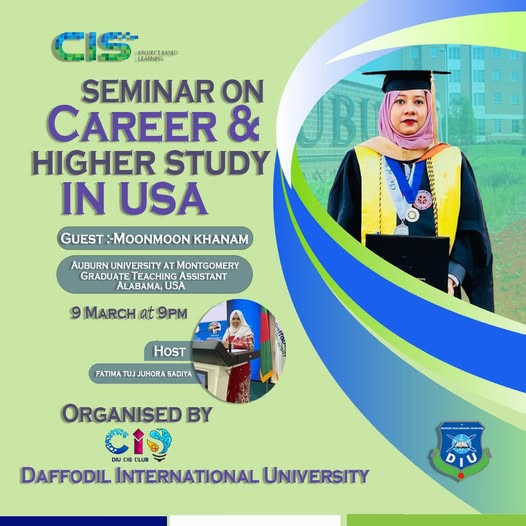 CIS
PROJECT BASED
LEARNING
SEMINAR ON
CAREER &
HIGHER STUDY
IN USA
GUEST :-MOONMOON KHANAM
AUBURN UNIVERSITY AT MONTGOMERY
GRADUATE TEACHING ASSISTANT
ALABAMA, USA
9 MARCH at 9PM
HOST
FATIMA TUJ JUHORA SADIYA
ORGANISED BY
CIS
DIU CIS CLUB
DAFFODIL INTERNATIONAL UNIVERSITY
DIU